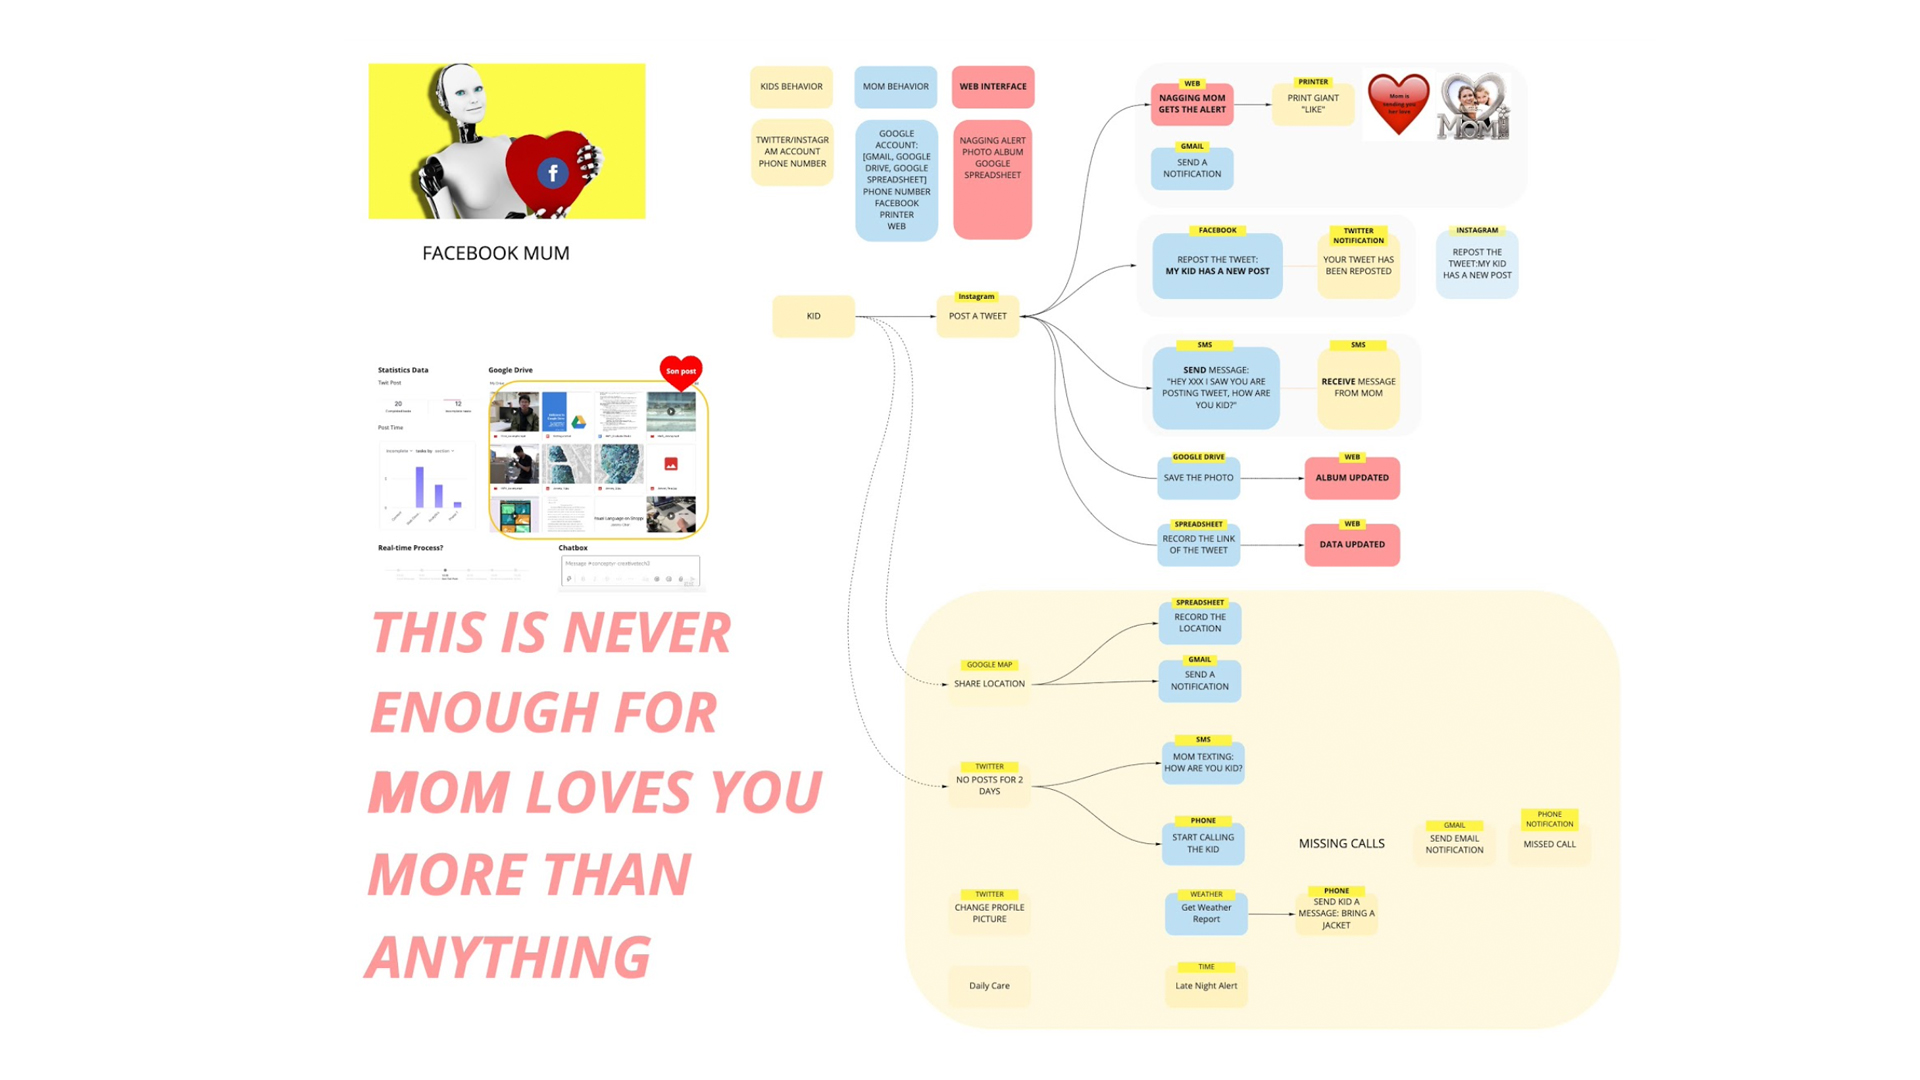 FACEBOOK MUM
KIDS BEHAVIOR
MOM BEHAVIOR
WEB INTERFACE
TWITTER/INSTAGR
AM ACCOUNT
PHONE NUMBER
GOOGLE
ACCOUNT:
[GMAIL, GOOGLE
DRIVE, GOOGLE
SPREADSHEET]
PHONE NUMBER
FACEBOOK
PRINTER
WEB
NAGGING ALERT
PHOTO ALBUM
GOOGLE
SPREADSHEET
WEB
NAGGING MOM
GETS THE ALERT
PRINTER
PRINT GIANT
"LIKE"
Mom is
sending you
her love
MOM
GMAIL
SEND A
NOTIFICATION
FACEBOOK
REPOST THE TWEET:
MY KID HAS A NEW POST
TWITTER
NOTIFICATION
YOUR TWEET HAS
BEEN REPOSTED
INSTAGRAM
REPOST THE
TWEET:MY KID
HAS A NEW POST
KID
Instagram
POST A TWEET
SMS
SEND MESSAGE:
"HEY XXX I SAW YOU ARE
POSTING TWEET, HOW ARE
YOU KID?"
SMS
RECEIVE MESSAGE
FROM MOM
GOOGLE DRIVE
SAVE THE PHOTO
WEB
ALBUM UPDATED
SPREADSHEET
RECORD THE LINK
OF THE TWEET
WEB
DATA UPDATED
Statistics Data
Twit Post
20
12
Post Time
Google Drive
Son post
Real-time Process?
Chatbox
THIS IS NEVER
ENOUGH FOR
MOM LOVES YOU
MORE THAN
ANYTHING
GOOGLE MAP
SHARE LOCATION
SPREADSHEET
RECORD THE
LOCATION
GMAIL
SEND A
NOTIFICATION
TWITTER
NO POSTS FOR 2
DAYS
SMS
MOM TEXTING:
HOW ARE YOU KID?
PHONE
START CALLING
THE KID
MISSING CALLS
GMAIL
SEND EMAIL
NOTIFICATION
PHONE
NOTIFICATION
MISSED CALL
TWITTER
CHANGE PROFILE
PICTURE
WEATHER
Get Weather
Report
PHONE
SEND KID A
MESSAGE: BRING A
JACKET
Daily Care
TIME
Late Night Alert